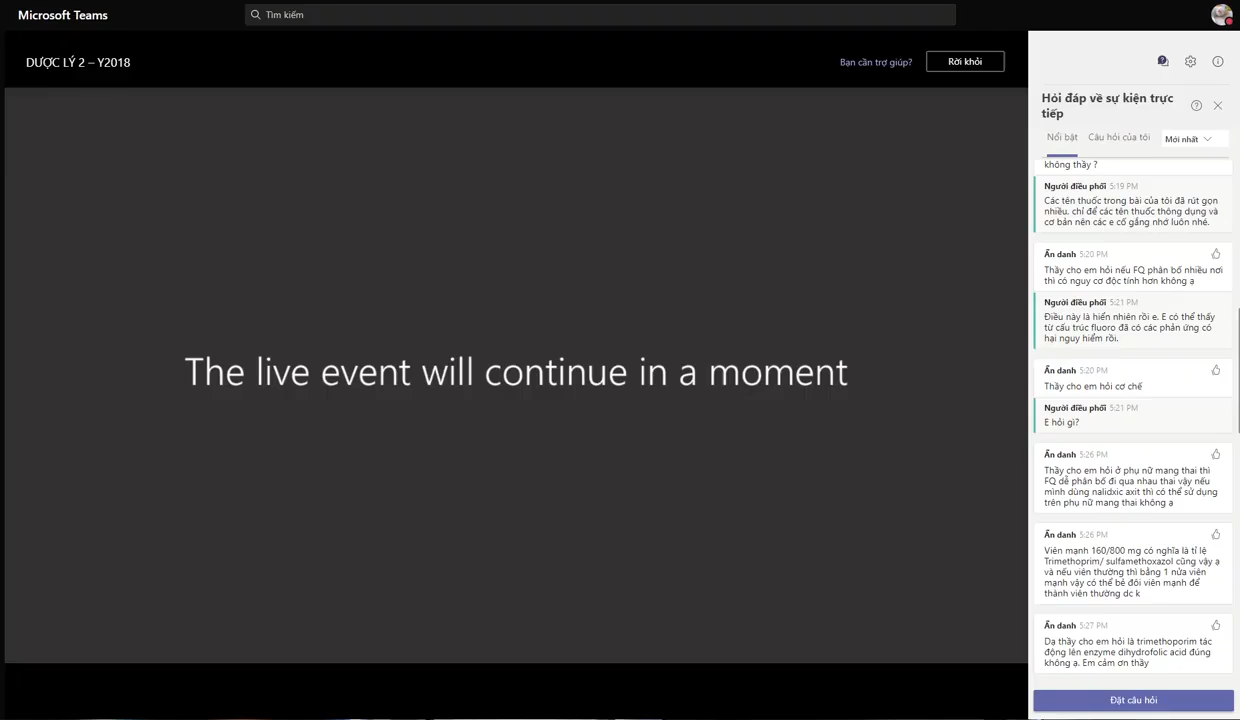 Microsoft Teams
Tìm kiếm
DƯỢC LÝ 2 – Y2018
Bạn cần trợ giúp?
Rời khỏi
The live event will continue in a moment
Hỏi đáp về sự kiện trực
tiếp
Nổi bật
Câu hỏi của tôi
Mới nhất
không thầy ?
Người điều phối 5:19 PM
Các tên thuốc trong bài của tôi đã rút gọn
nhiều, chỉ để các tên thuốc thông dụng và
cơ bản nên các e cố gắng nhớ luôn nhé.
Ẩn danh 5:20 PM
Thầy cho em hỏi nếu FQ phân bố nhiều nơi
thì có nguy cơ độc tính hơn không ạ
Người điều phối 5:21 PM
Điều này là hiển nhiên rồi e. E có thể thấy
từ cấu trúc fluoro đã có các phản ứng có
hại nguy hiểm rồi.
Ẩn danh 5:20 PM
Thầy cho em hỏi cơ chế
Người điều phối 5:21 PM
E hỏi gì?
Ẩn danh 5:26 PM
Thầy cho em hỏi ở phụ nữ mang thai thì
FQ dễ phân bố đi qua nhau thai vậy nếu
mình dùng nalidxic axit thì có thể sử dụng
trên phụ nữ mang thai không ạ
Ẩn danh 5:26 PM
Viên mạnh 160/800 mg có nghĩa là tỉ lệ
Trimethoprim/ sulfamethoxazol cũng vậy ạ
và nếu viên thường thì bằng 1 nửa viên
mạnh vậy có thể bẻ đôi viên mạnh để
thành viên thường dc k
Ẩn danh 5:27 PM
Dạ thầy cho em hỏi là trimethoporim tác
động lên enzyme dihydrofolic acid đúng
không ạ. Em cảm ơn thầy
Đặt câu hỏi